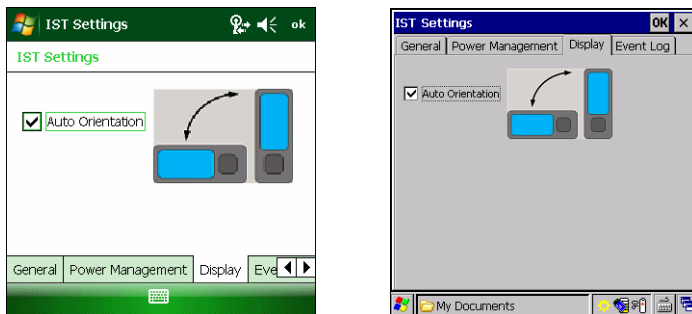 IST Settings ok
IST Settings
Auto Orientation
General Power Management Display Eve
IST Settings OK
General Power Management Display Event Log
Auto Orientation
My Documents